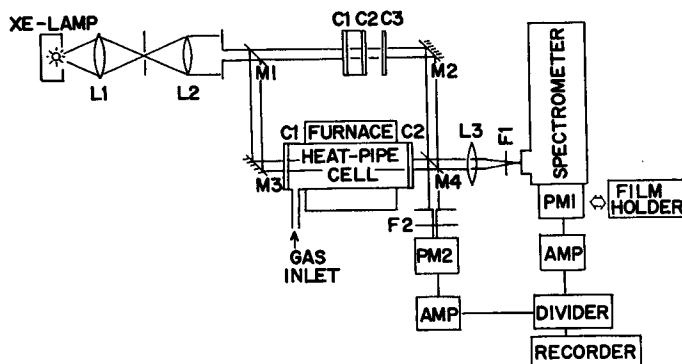 XE-LAMP
L1
L2
M1
C1 C2 C3
M2
C1
FURNACE
C2
HEAT-PIPE
CELL
M3
GAS
INLET
L3
F1
M4
F2
PM2
AMP
SPECTROMETER
PM1
FILM
HOLDER
AMP
DIVIDER
RECORDER